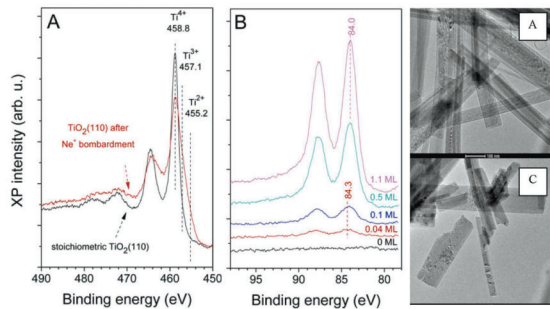 A
Ti4+
458.8
Ti3+
457.1
Ti2+
455.2
TiO2(110) after
Ne+ bombardment
stoichiometric TiO2(110)
XP intensity (arb. u.)
490 480 470 460 450
Binding energy (eV)
B
84.0
1.1 ML
0.5 ML
84.3
0.1 ML
0.04 ML
0 ML
95 90 85 80
Binding energy (eV)
A
100 nm
C